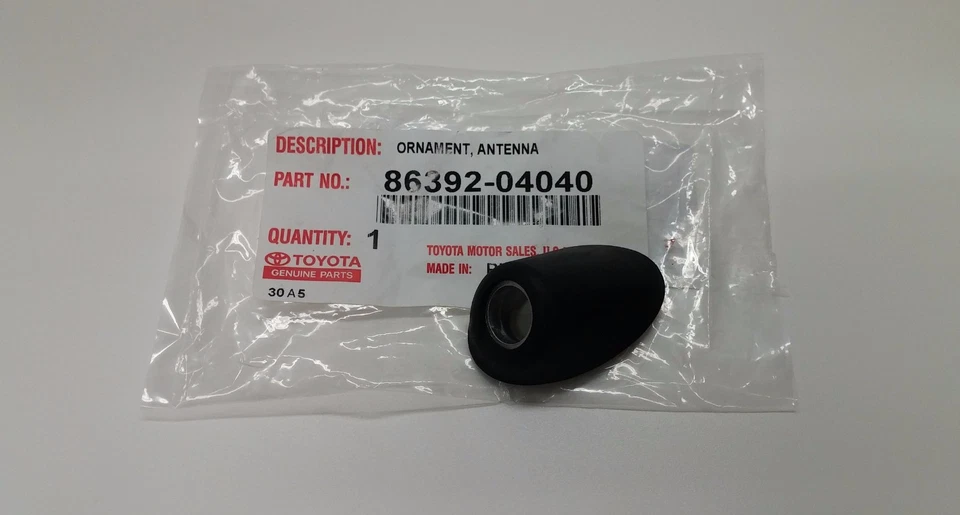 DESCRIPTION: ORNAMENT, ANTENNA
PART NO.: 86392-04040
QUANTITY: 1
TOYOTA MOTOR SALES,
TOYOTA
MADE IN:
GENUINE PARTS
30A5